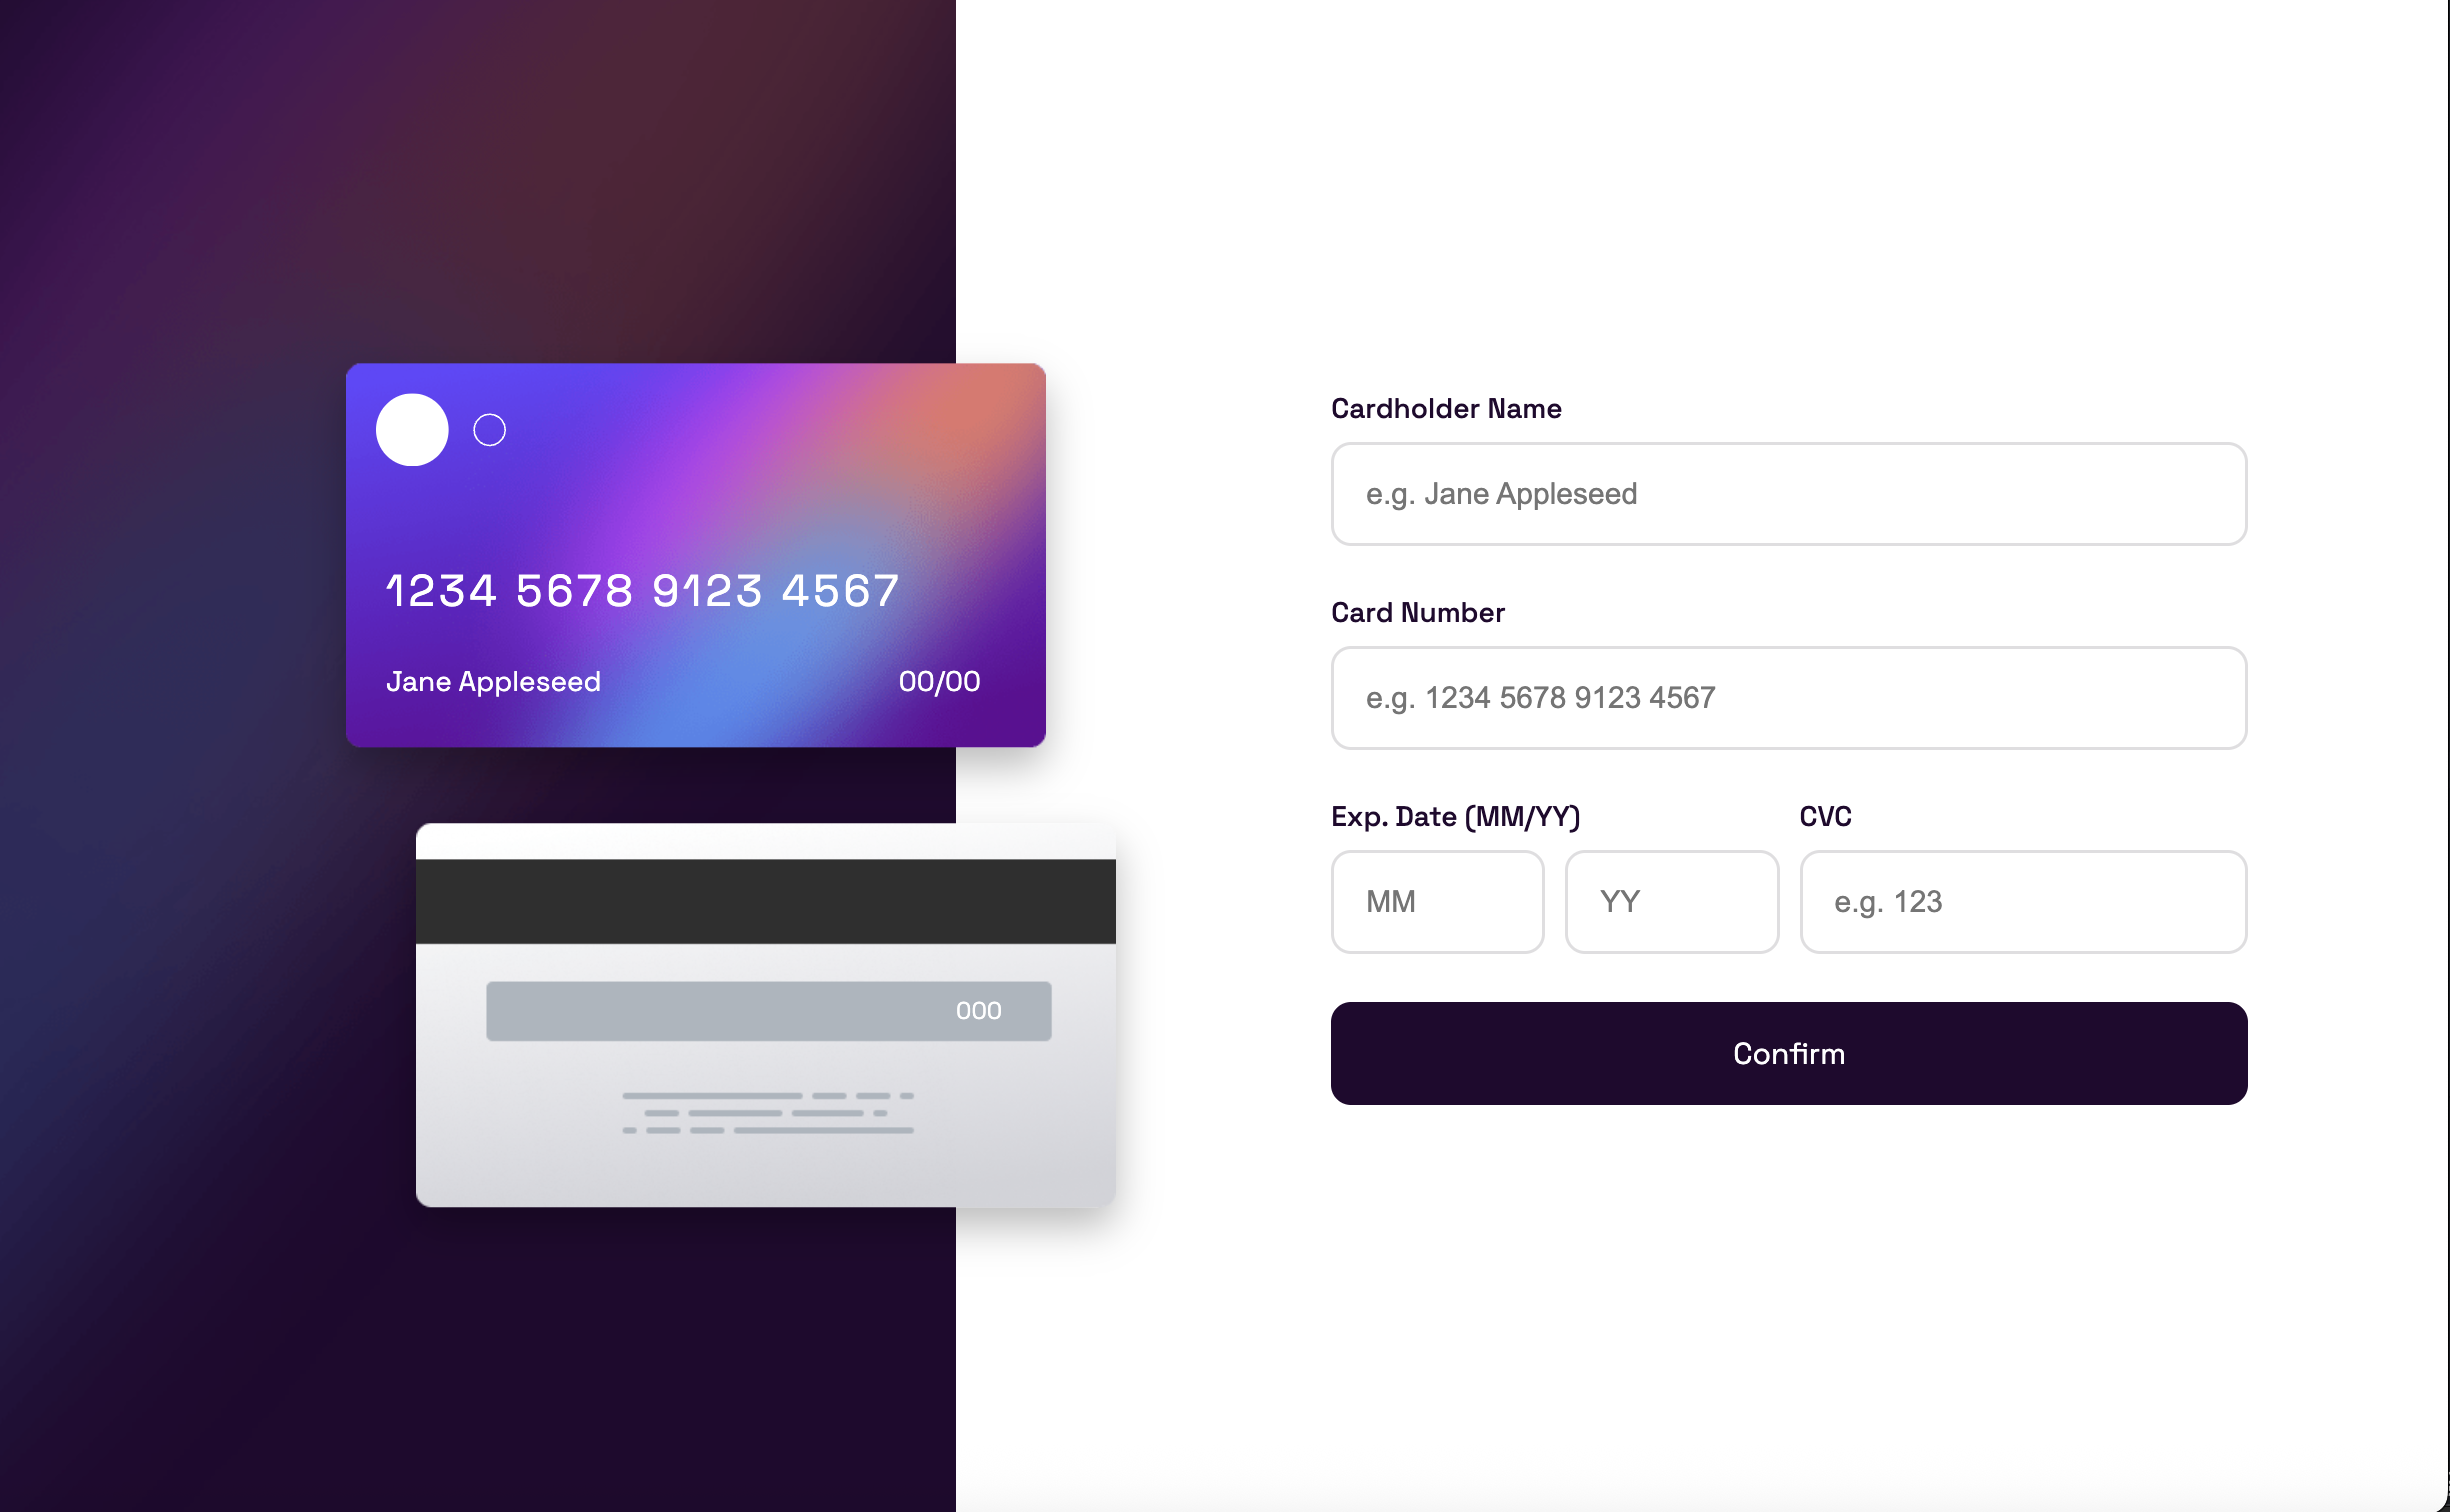 1234 5678 9123 4567
Jane Appleseed 00/00
000
Cardholder Name
e.g. Jane Appleseed
Card Number
e.g. 1234 5678 9123 4567
Exp. Date (MM/YY) CVC
MM YY e.g. 123
Confirm